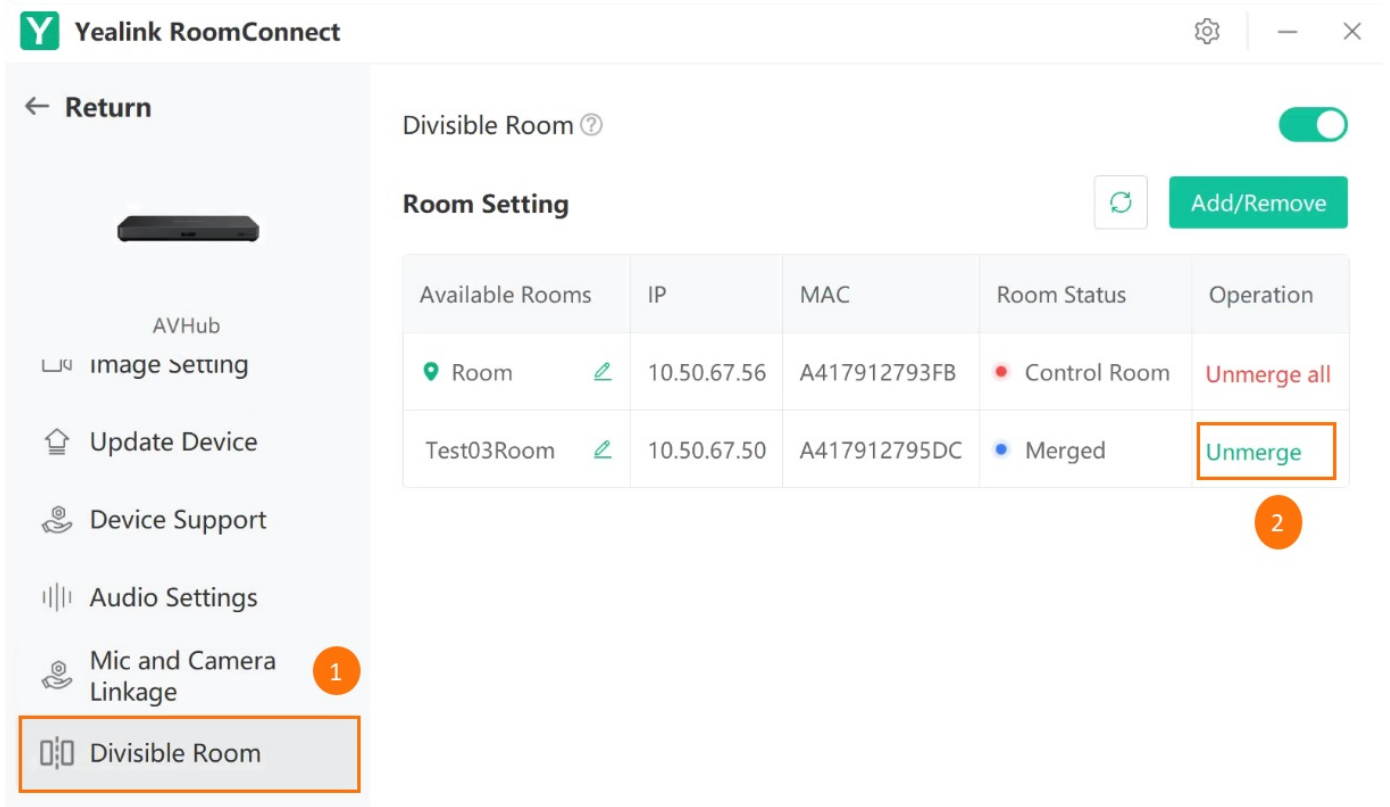 Y Yealink RoomConnect
Return
AVHub
Image Setting
Update Device
Device Support
Audio Settings
Mic and Camera
Linkage
1
Divisible Room
Divisible Room ?
Room Setting
Add/Remove
Available Rooms IP MAC Room Status Operation
Room 10.50.67.56 A417912793FB Control Room Unmerge all
Test03Room 10.50.67.50 A417912795DC Merged Unmerge
2